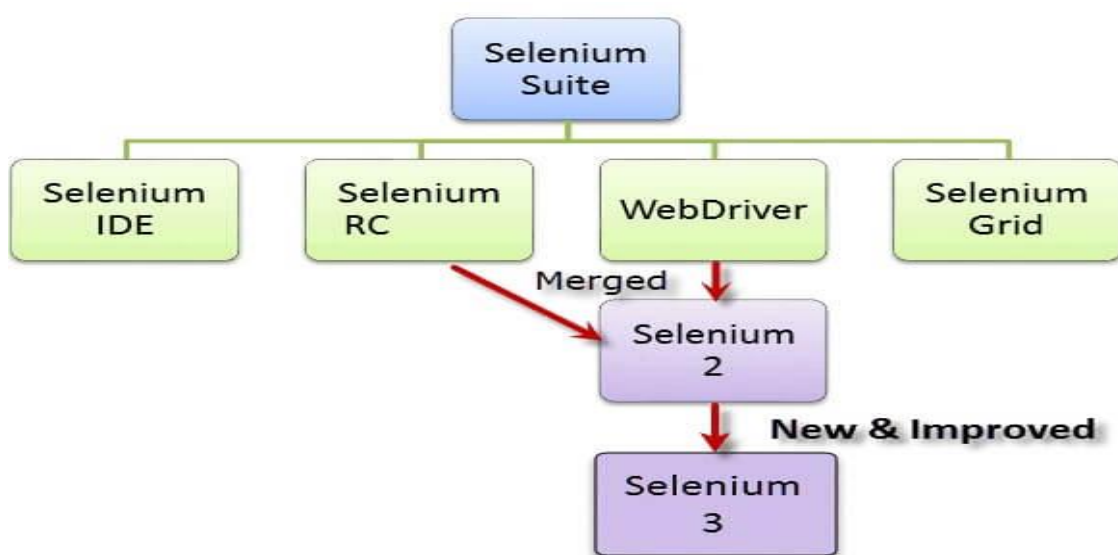 Selenium
Suite
Selenium
IDE
Selenium
RC
WebDriver
Selenium
Grid
Merged
Selenium
2
New & Improved
Selenium
3